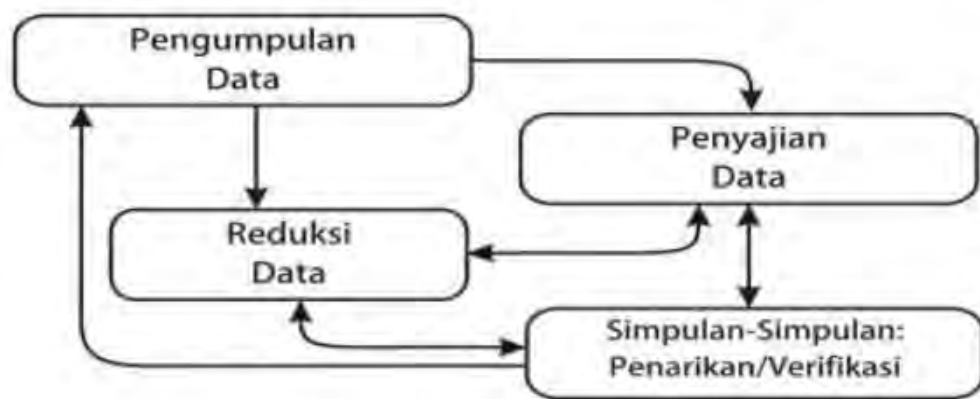 Pengumpulan
Data
Penyajian
Data
Reduksi
Data
Simpulan-Simpulan:
Penarikan/Verifikasi